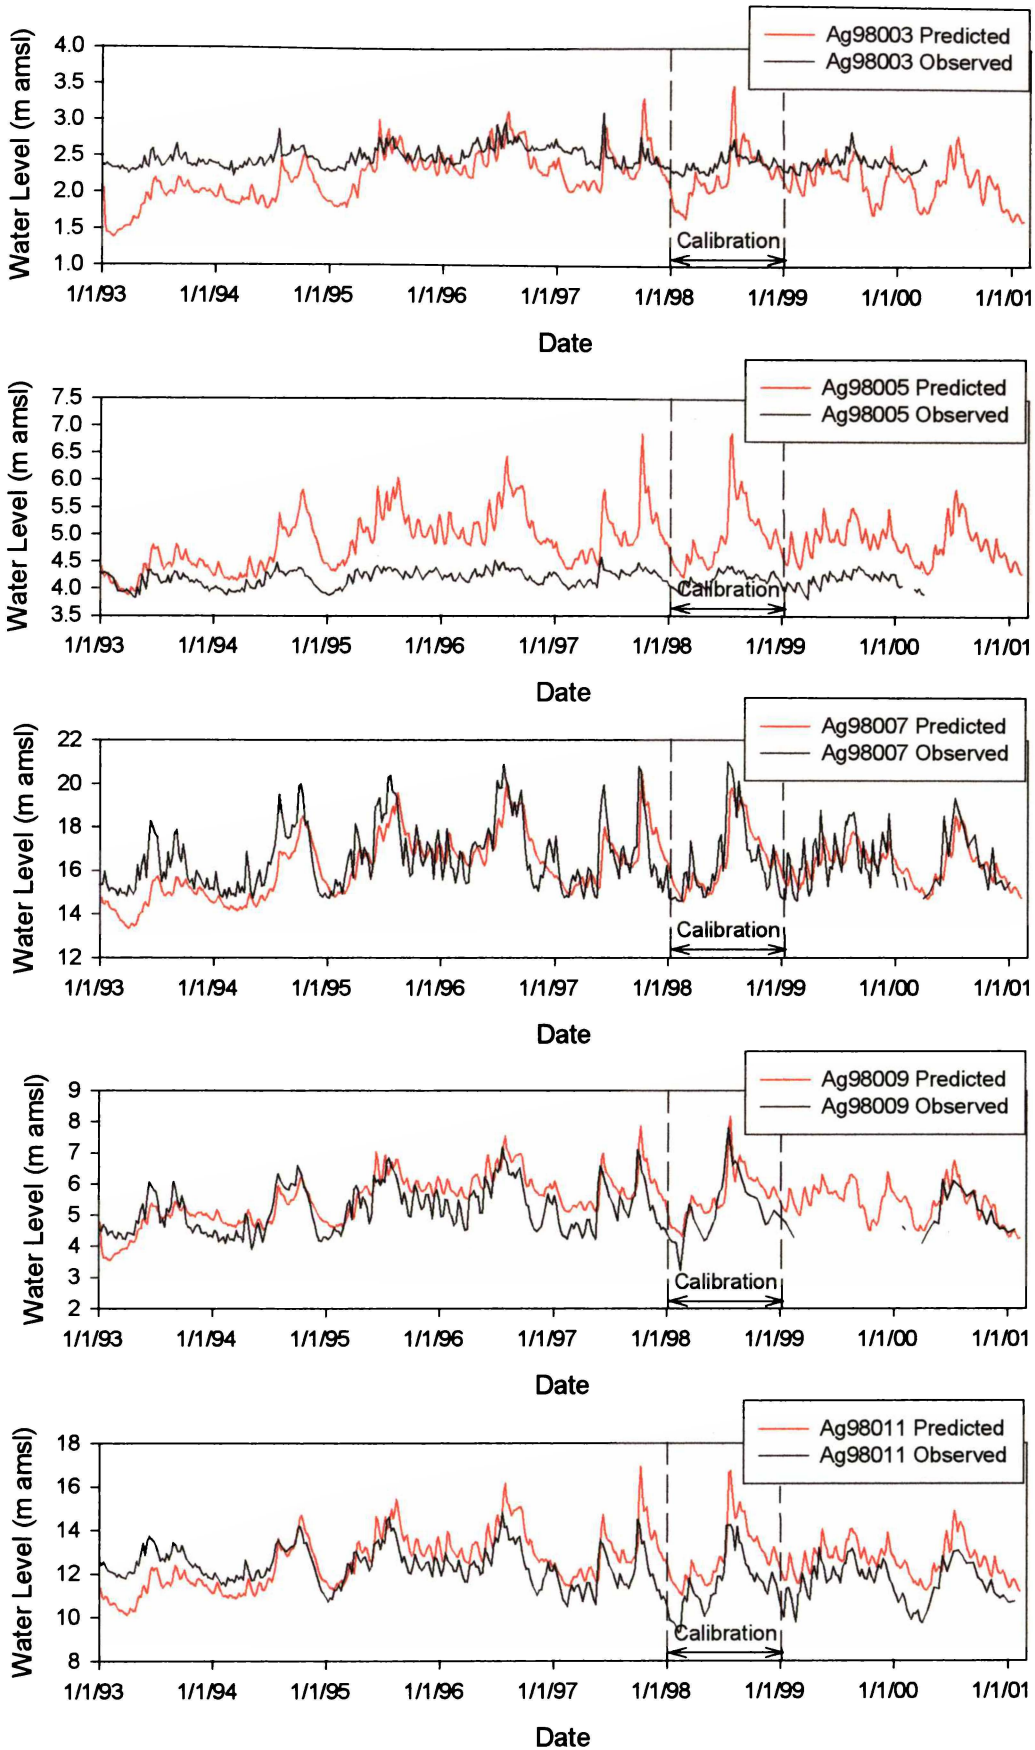 Ag98003 Predicted
Ag98003 Observed
Water Level (m amsl)
4.0
3.5
3.0
2.5
2.0
1.5
1.0
Calibration
1/1/93 1/1/94 1/1/95 1/1/96 1/1/97 1/1/98 1/1/99 1/1/00 1/1/01
Date
Ag98005 Predicted
Ag98005 Observed
Water Level (m amsl)
7.5
7.0
6.5
6.0
5.5
5.0
4.5
4.0
3.5
Calibration
1/1/93 1/1/94 1/1/95 1/1/96 1/1/97 1/1/98 1/1/99 1/1/00 1/1/01
Date
Ag98007 Predicted
Ag98007 Observed
Water Level (m amsl)
22
20
18
16
14
12
Calibration
1/1/93 1/1/94 1/1/95 1/1/96 1/1/97 1/1/98 1/1/99 1/1/00 1/1/01
Date
Ag98009 Predicted
Ag98009 Observed
Water Level (m amsl)
9
8
7
6
5
4
3
2
Calibration
1/1/93 1/1/94 1/1/95 1/1/96 1/1/97 1/1/98 1/1/99 1/1/00 1/1/01
Date
Ag98011 Predicted
Ag98011 Observed
Water Level (m amsl)
18
16
14
12
10
8
Calibration
1/1/93 1/1/94 1/1/95 1/1/96 1/1/97 1/1/98 1/1/99 1/1/00 1/1/01
Date